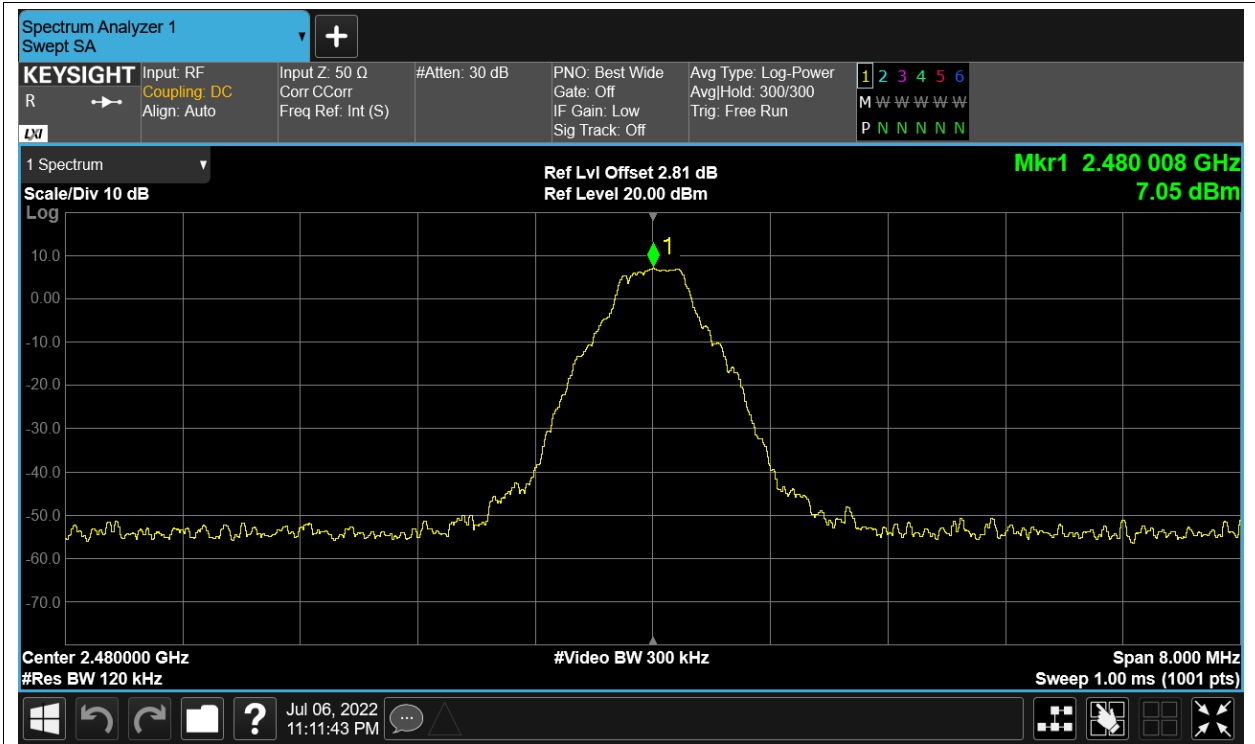 Spectrum Analyzer 1
Swept SA
KEYSIGHT
R
LXI
Input: RF
Coupling: DC
Align: Auto
Input Z: 50 Ω
Corr CCorr
Freq Ref: Int (S)
#Atten: 30 dB
PNO: Best Wide
Gate: Off
IF Gain: Low
Sig Track: Off
Avg Type: Log-Power
Avg|Hold: 300/300
Trig: Free Run
1 2 3 4 5 6
M W W W W W W
P N N N N N
1 Spectrum
Scale/Div 10 dB
Log
Ref Lvl Offset 2.81 dB
Ref Level 20.00 dBm
Mkr1 2.480 008 GHz
7.05 dBm
1
10.0
0.00
-10.0
-20.0
-30.0
-40.0
-50.0
-60.0
-70.0
Center 2.480000 GHz
#Video BW 300 kHz
Span 8.000 MHz
#Res BW 120 kHz
Sweep 1.00 ms (1001 pts)
?
Jul 06, 2022
11:11:43 PM